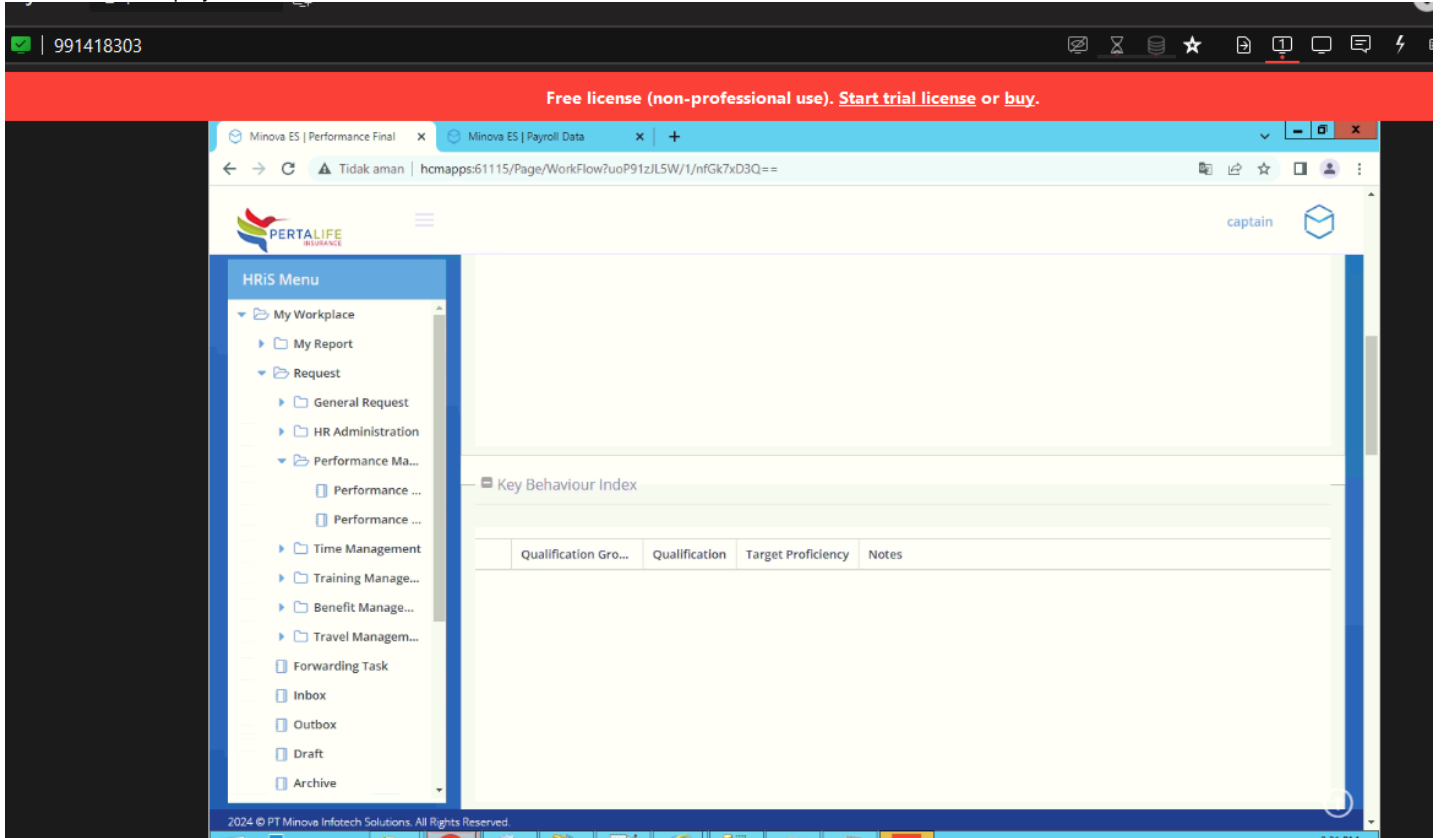 991418303
1
Free license (non-professional use). Start trial license or buy.
Minova ES | Performance Final
Minova ES | Payroll Data
Tidak aman | hcmapps:61115/Page/WorkFlow?uoP91zJL5W/1/nfGk7xD3Q==
PERTALIFE
INSURANCE
captain
HRiS Menu
My Workplace
My Report
Request
General Request
HR Administration
Performance Ma...
Performance ...
Performance ...
Time Management
Training Manage...
Benefit Manage...
Travel Managem...
Forwarding Task
Inbox
Outbox
Draft
Archive
Key Behaviour Index
Qualification Gro... Qualification Target Proficiency Notes
2024 © PT Minova Infotech Solutions. All Rights Reserved.